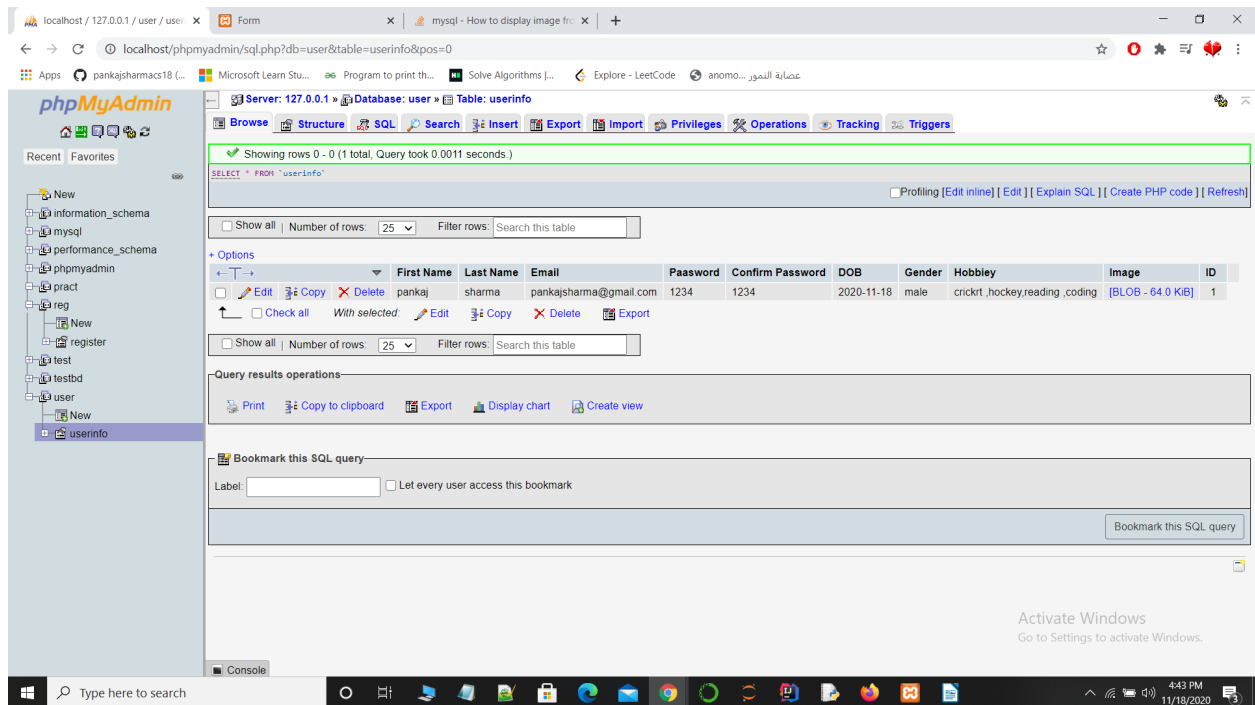 localhost / 127.0.0.1 / user / user
Form
mysql - How to display image fro
localhost/phpmyadmin/sql.php?db=user&table=userinfo&pos=0
Apps
pankajsharmacs18 (...
Microsoft Learn Stu...
Program to print th...
Solve Algorithms |...
Explore - LeetCode
عصابة النمور ...anomo
phpMyAdmin
Recent Favorites
New
information_schema
mysql
performance_schema
phpmyadmin
pract
reg
New
register
test
testbd
user
New
userinfo
Server: 127.0.0.1 » Database: user » Table: userinfo
Browse Structure SQL Search Insert Export Import Privileges Operations Tracking Triggers
Showing rows 0 - 0 (1 total, Query took 0.0011 seconds.)
SELECT * FROM `userinfo`
Profiling [Edit inline] [ Edit ] [ Explain SQL ] [ Create PHP code ] [ Refresh]
Show all | Number of rows: 25 Filter rows: Search this table
+ Options
←T→ First Name Last Name Email Paasword Confirm Password DOB Gender Hobbiey Image ID
Edit Copy Delete pankaj sharma pankajsharma@gmail.com 1234 1234 2020-11-18 male crickrt ,hockey,reading ,coding [BLOB - 64.0 KiB] 1
Check all With selected: Edit Copy Delete Export
Show all | Number of rows: 25 Filter rows: Search this table
Query results operations
Print Copy to clipboard Export Display chart Create view
Bookmark this SQL query
Label: Let every user access this bookmark
Bookmark this SQL query
Activate Windows
Go to Settings to activate Windows.
Console
Type here to search
4:43 PM
11/18/2020
3